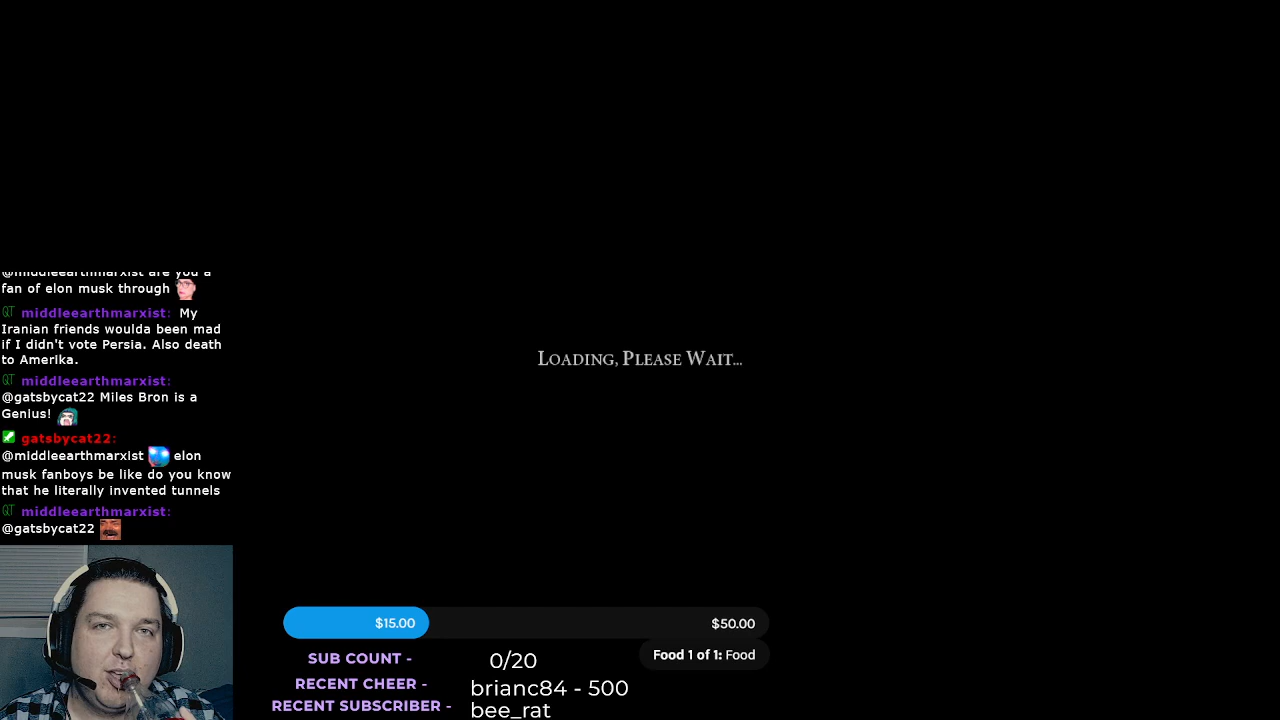 @middleearthmarxist are you a
fan of elon musk through
middleearthmarxist: My
Iranian friends woulda been mad
if I didn't vote Persia. Also death
to Amerika.
middleearthmarxist:
@gatsbycat22 Miles Bron is a
Genius!
gatsbycat22:
@middleearthmarxist elon
musk fanboys be like do you know
that he literally invented tunnels
middleearthmarxist:
@gatsbycat22
Loading, Please Wait...
$15.00 $50.00
Food 1 of 1: Food
SUB COUNT - 0/20
RECENT CHEER - brianc84 - 500
RECENT SUBSCRIBER - bee_rat